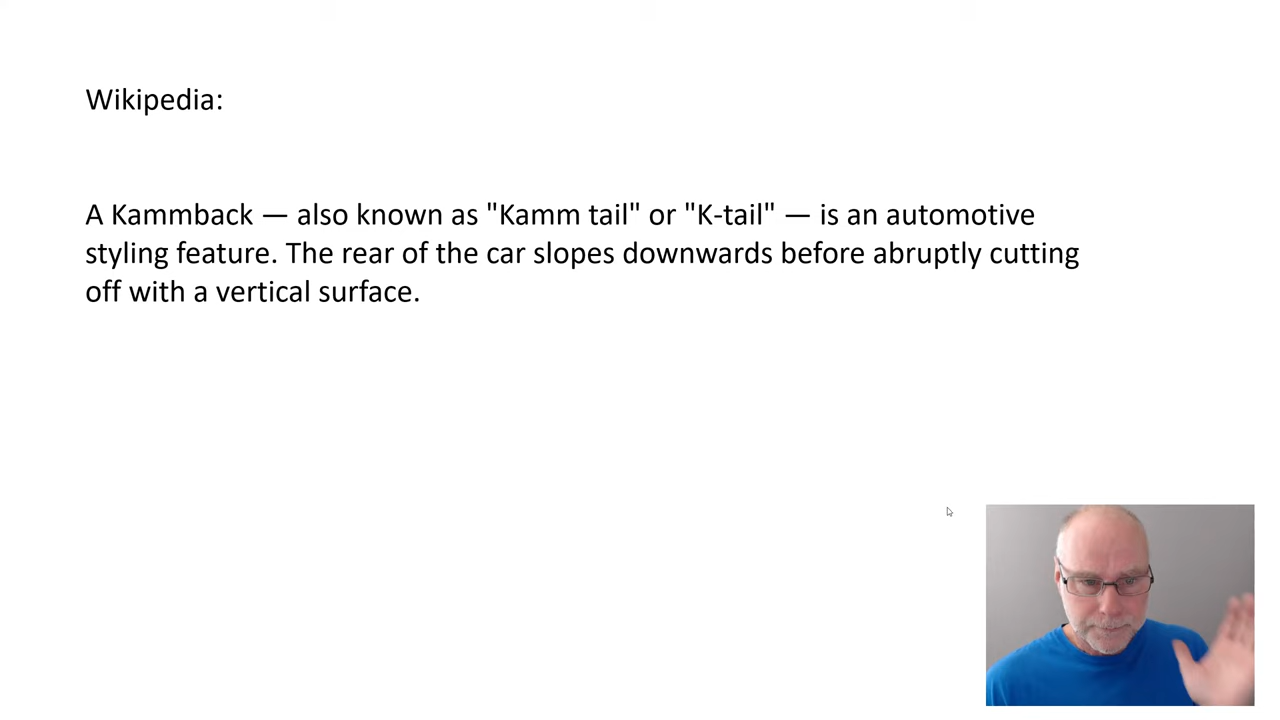 Wikipedia:
A Kammback — also known as "Kamm tail" or "K-tail" — is an automotive
styling feature. The rear of the car slopes downwards before abruptly cutting
off with a vertical surface.